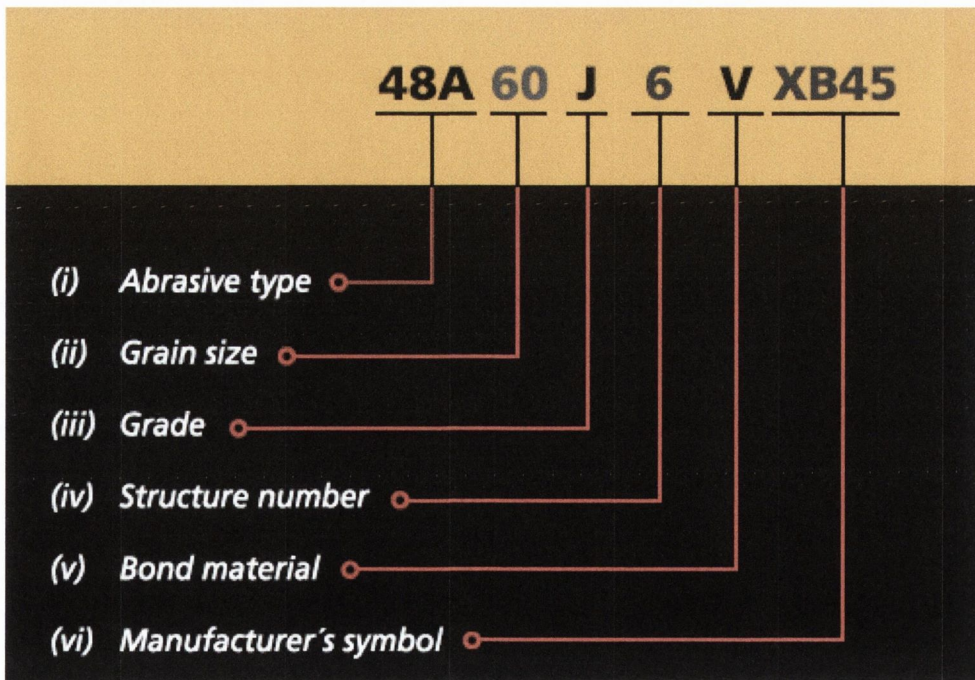 48A 60 J 6 V XB45
(i) Abrasive type
(ii) Grain size
(iii) Grade
(iv) Structure number
(v) Bond material
(vi) Manufacturer´s symbol